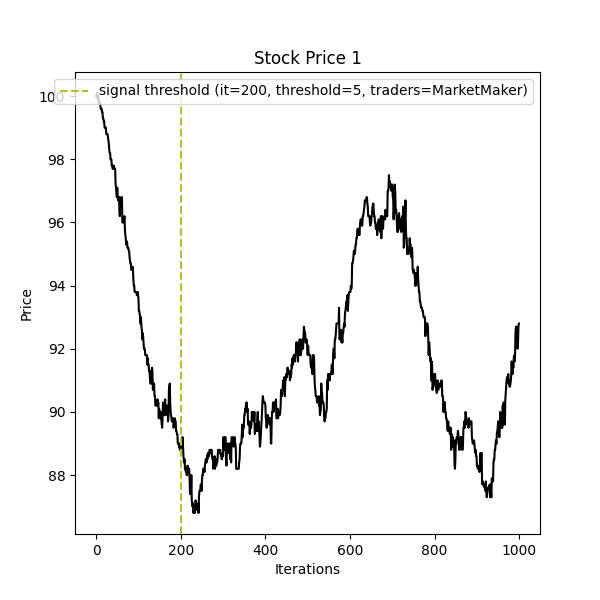 Stock Price 1
signal threshold (it=200, threshold=5, traders=MarketMaker)
100
98
96
94
92
90
88
Price
0 200 400 600 800 1000
Iterations